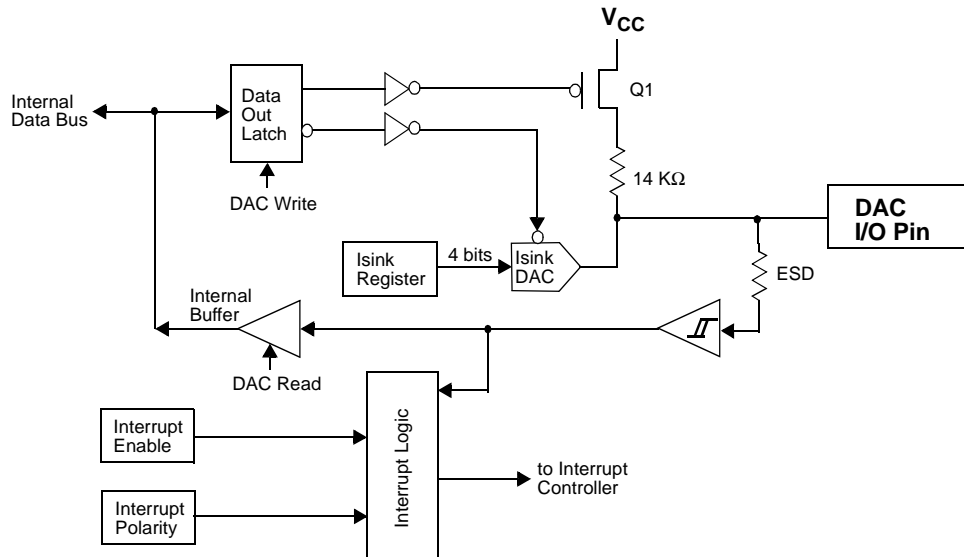 V_CC
Q1
Internal
Data Bus
Data
Out
Latch
14 KΩ
DAC Write
DAC
I/O Pin
Isink
Register
4 bits
Isink
DAC
ESD
Internal
Buffer
DAC Read
Interrupt
Enable
Interrupt Logic
to Interrupt
Controller
Interrupt
Polarity